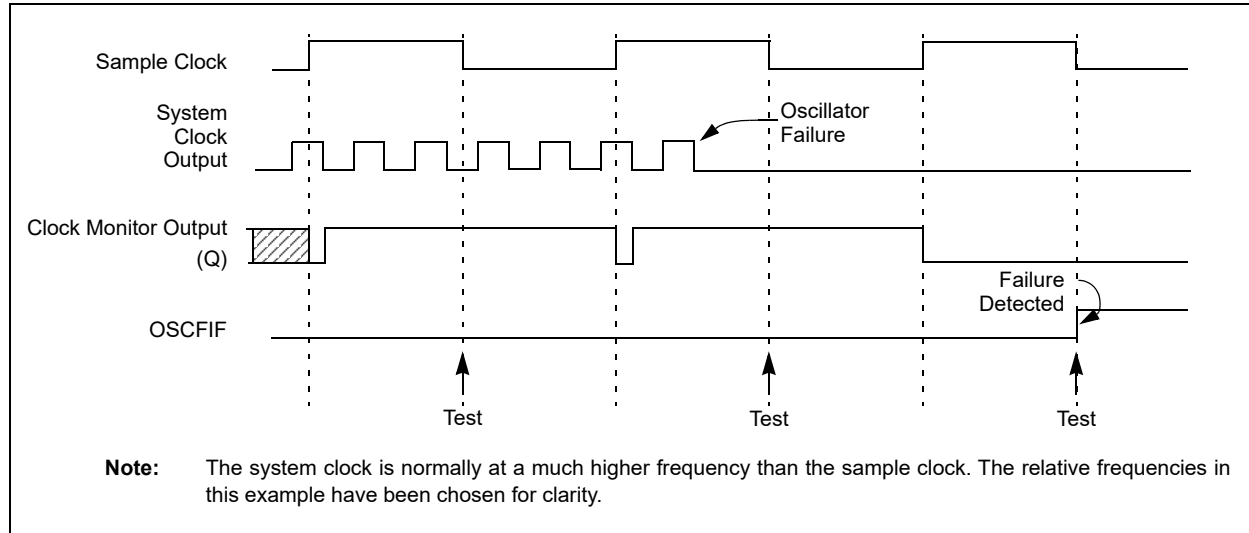 Sample Clock
System
Clock
Output
Oscillator
Failure
Clock Monitor Output
(Q)
Failure
Detected
OSCFIF
Test
Test
Test
Note: The system clock is normally at a much higher frequency than the sample clock. The relative frequencies in
this example have been chosen for clarity.